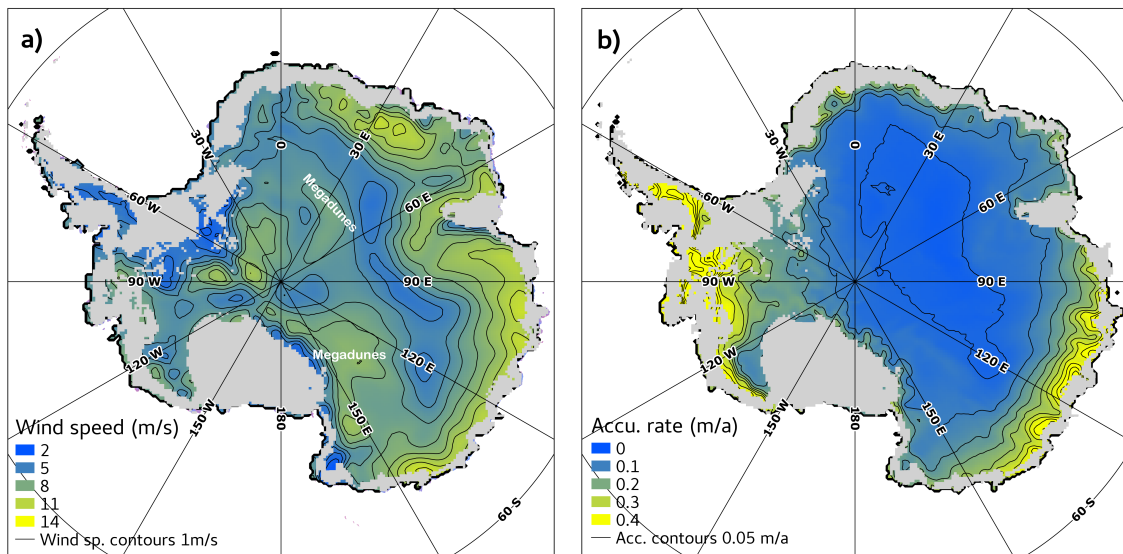 a)
30 W
0
30 E
60 W
Megadunes
60 E
90 W
90 E
120 W
Megadunes
120 E
150 W
180
150 E
60 S
Wind speed (m/s)
2
5
8
11
14
Wind sp. contours 1m/s
b)
30 W
0
30 E
60 W
60 E
90 W
90 E
120 W
120 E
150 W
180
150 E
60 S
Accu. rate (m/a)
0
0.1
0.2
0.3
0.4
Acc. contours 0.05 m/a